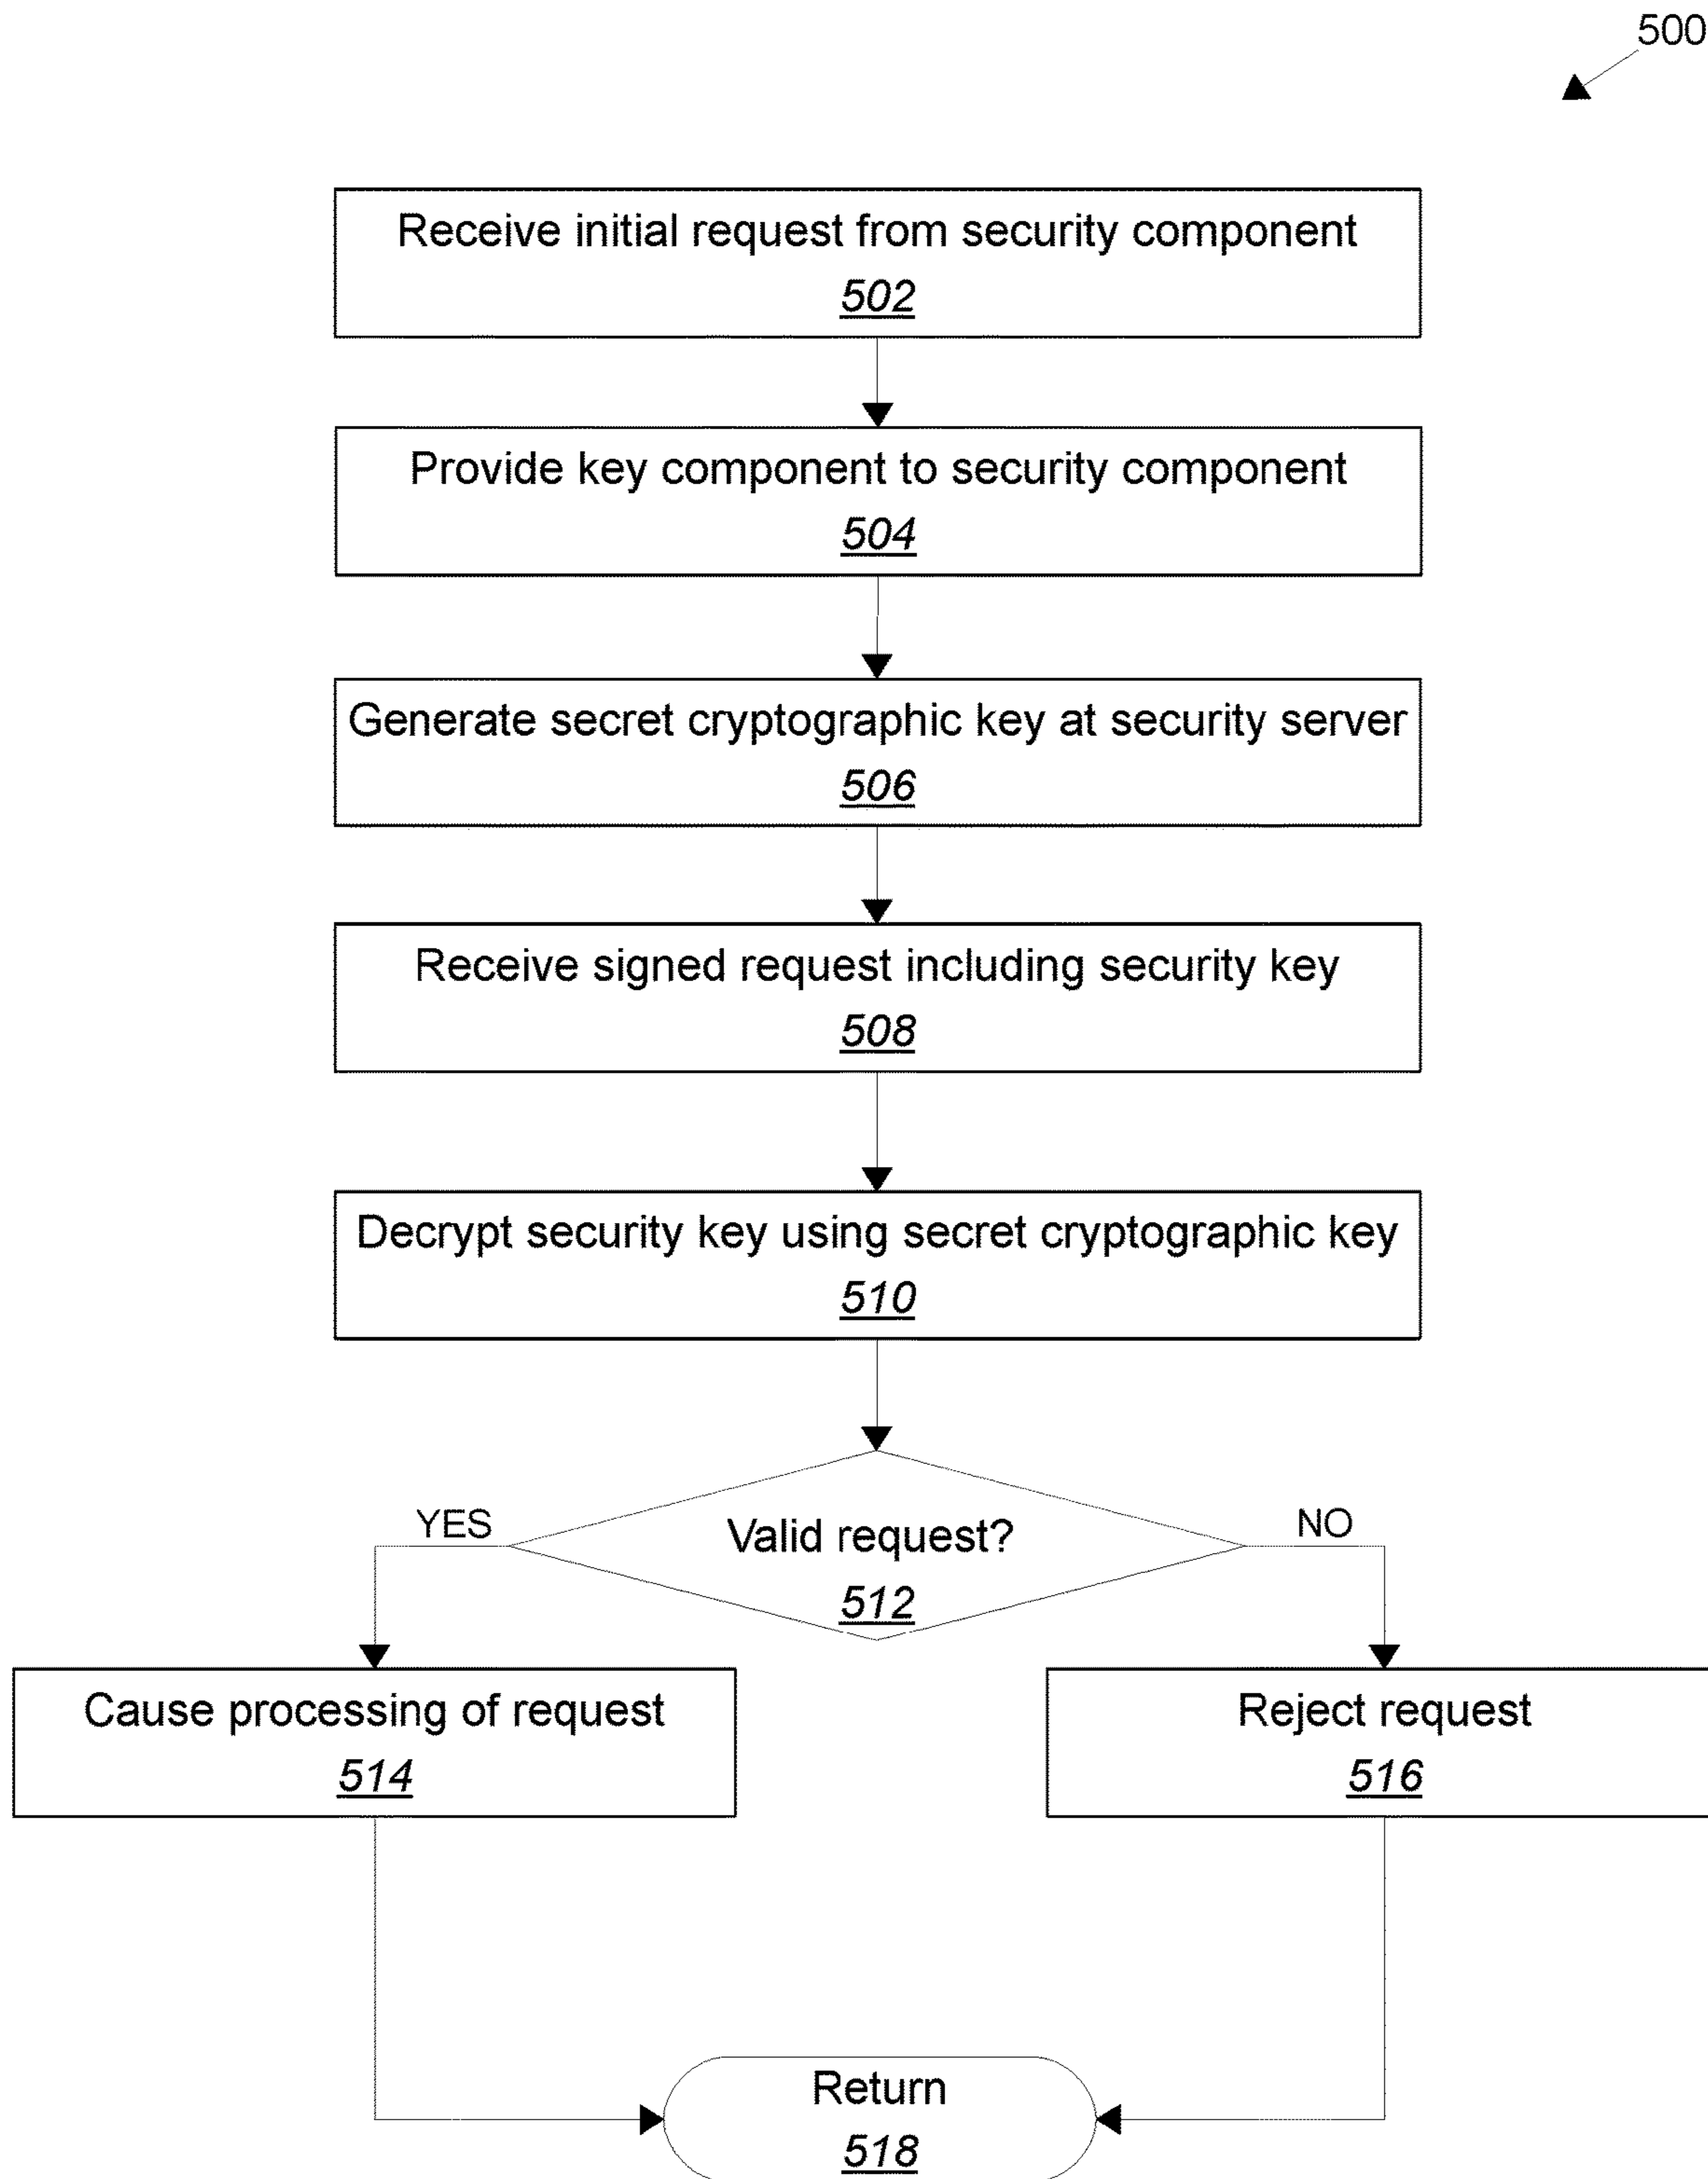 500
Receive initial request from security component
502
Provide key component to security component
504
Generate secret cryptographic key at security server
506
Receive signed request including security key
508
Decrypt security key using secret cryptographic key
510
YES
Valid request?
NO
512
Cause processing of request
514
Reject request
516
Return
518